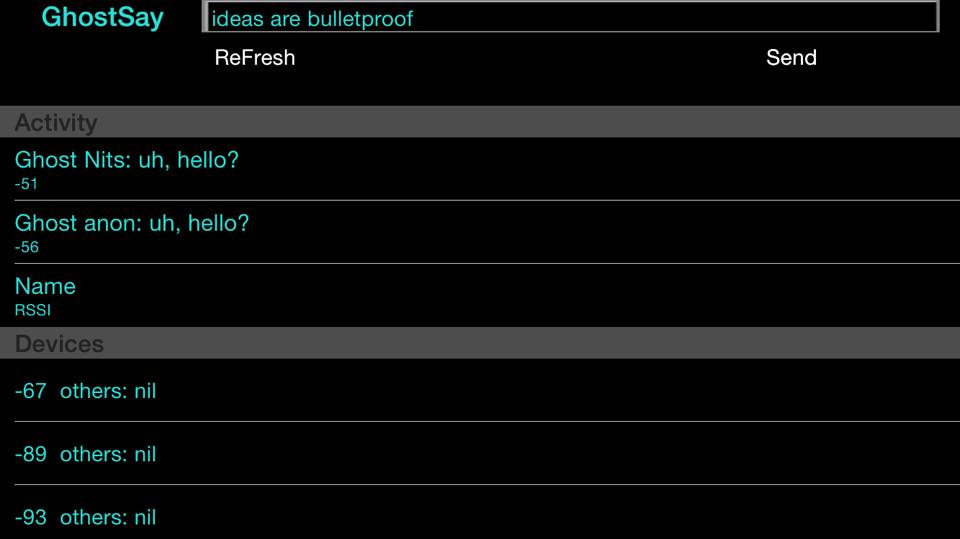 GhostSay
ideas are bulletproof
ReFresh
Send
Activity
Ghost Nits: uh, hello?
-51
Ghost anon: uh, hello?
-56
Name
RSSI
Devices
-67 others: nil
-89 others: nil
-93 others: nil